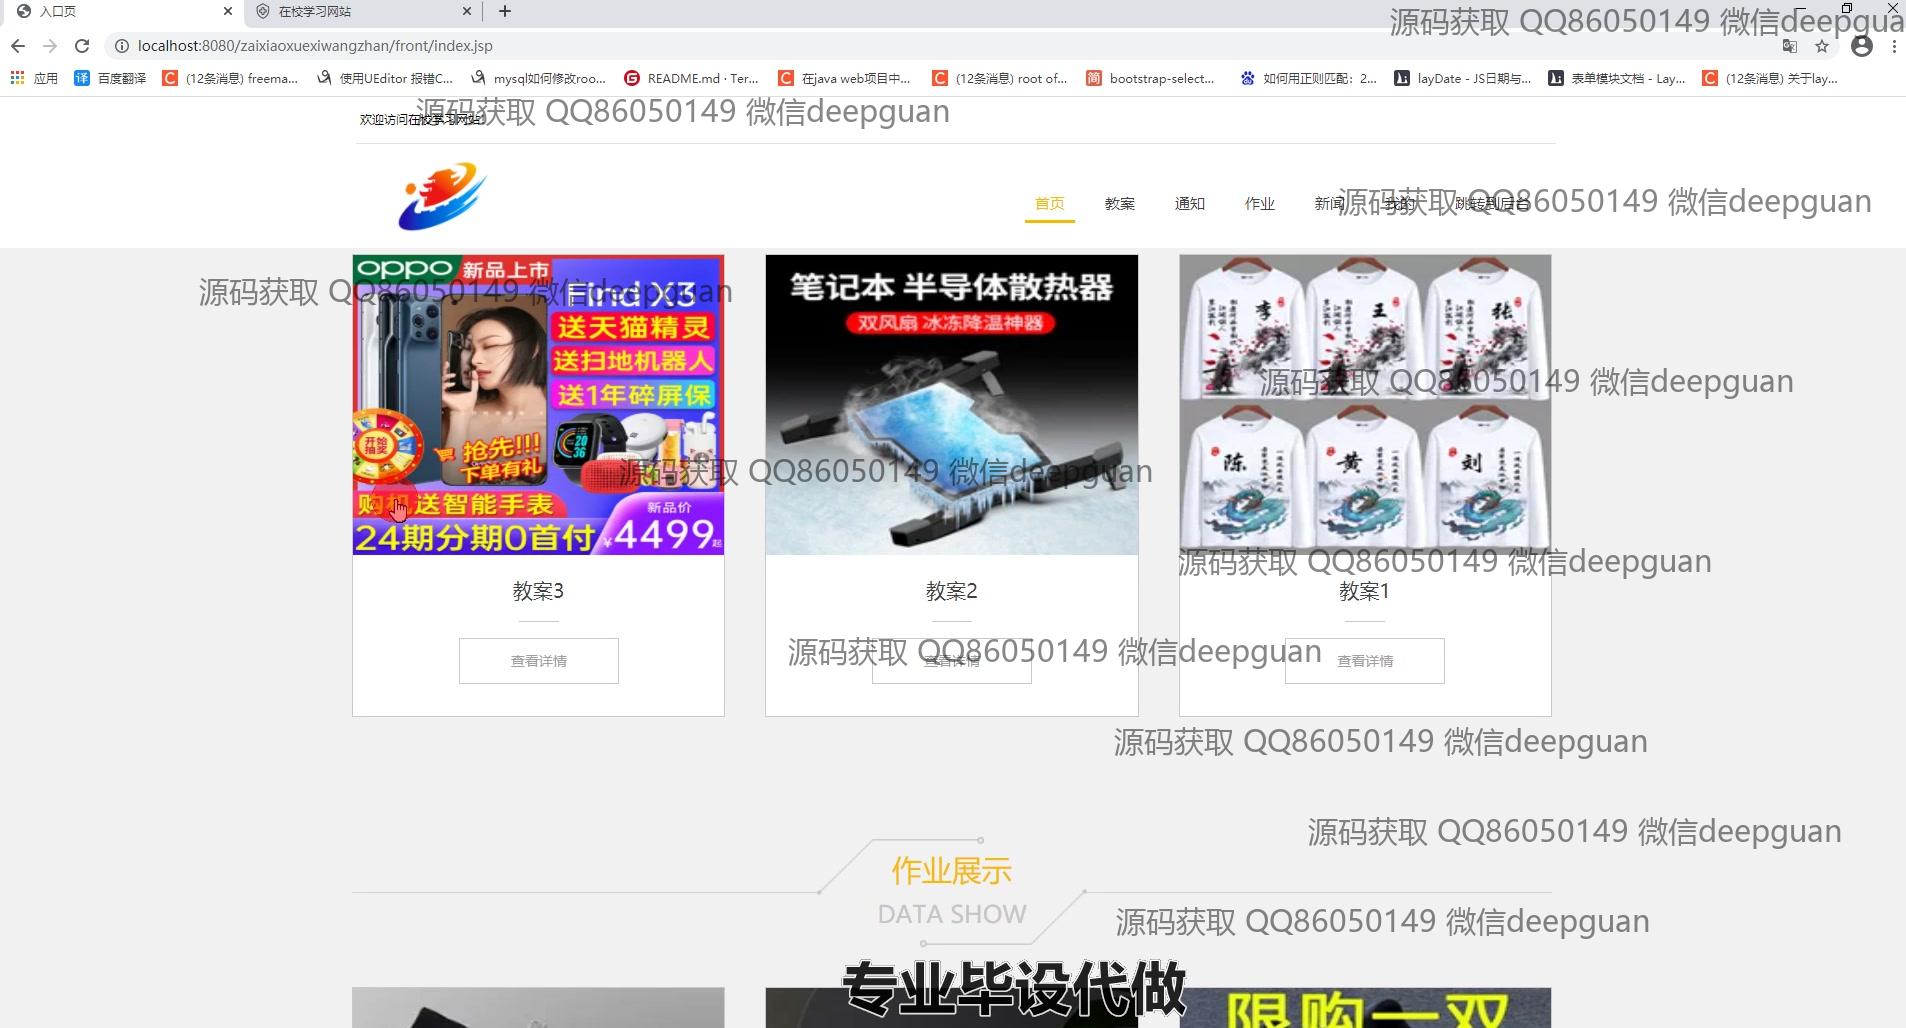 入口页
在校学习网站
源码获取 QQ86050149 微信deepgua
localhost:8080/zaixiaoxuexiwangzhan/front/index.jsp
应用
译 百度翻译
(12条消息) freema...
使用UEditor 报错C...
mysql如何修改roo...
README.md · Ter...
在java web项目中...
(12条消息) root of...
简 bootstrap-select...
如何用正则匹配：2...
layDate - JS日期与...
表单模块文档 - Lay...
(12条消息) 关于lay...
欢迎访问在校学习网站
源码获取 QQ86050149 微信deepguan
首页 教案 通知 作业 新闻 我的 跳转到后台
源码获取 QQ86050149 微信deepguan
源码获取 QQ86050149 微信deepguan
oppo 新品上市
Find X3
送天猫精灵
送扫地机器人
送1年碎屏保
开始抽奖
抢先!!!
下单有礼
购机送智能手表
新品价
24期分期0首付 ¥4499起
笔记本 半导体散热器
双风扇 冰冻降温神器
李 王 张
陈 黄 刘
源码获取 QQ86050149 微信deepguan
源码获取 QQ86050149 微信deepguan
源码获取 QQ86050149 微信deepguan
教案3 教案2 教案1
源码获取 QQ86050149 微信deepguan
查看详情 查看详情 查看详情
源码获取 QQ86050149 微信deepguan
源码获取 QQ86050149 微信deepguan
作业展示
DATA SHOW
源码获取 QQ86050149 微信deepguan
专业毕设代做
限购一双